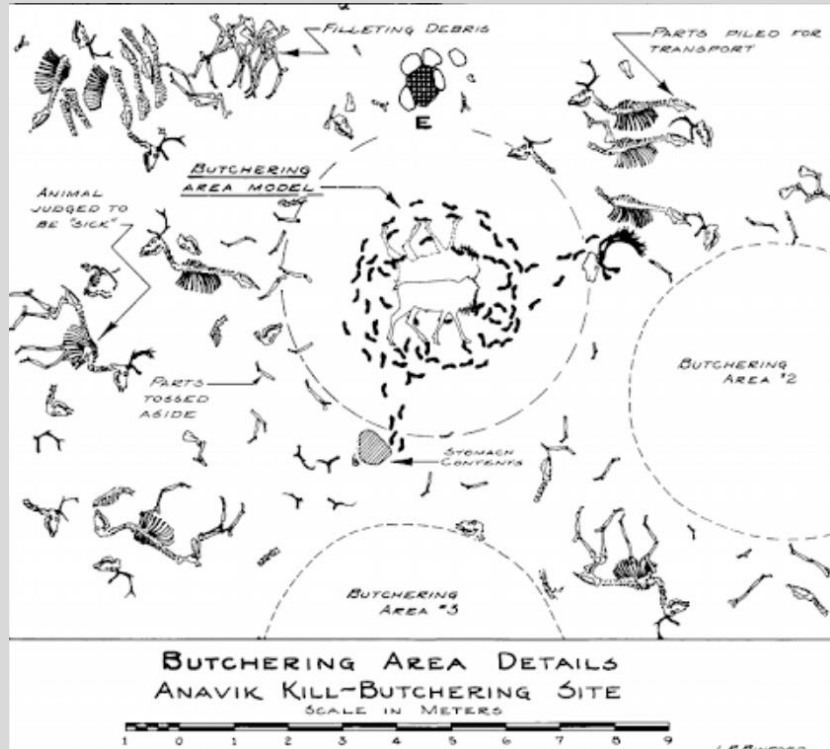 FILLETING DEBRIS
PARTS PILED FOR
TRANSPORT
E
BUTCHERING
AREA MODEL
ANIMAL
JUDGED TO
BE "SICK"
BUTCHERING
AREA #2
PARTS
TOSSED
ASIDE
STOMACH
CONTENTS
BUTCHERING
AREA #3
BUTCHERING AREA DETAILS
ANAVIK KILL-BUTCHERING SITE
SCALE IN METERS
1 0 1 2 3 4 5 6 7 8 9
L.R. BINFORD